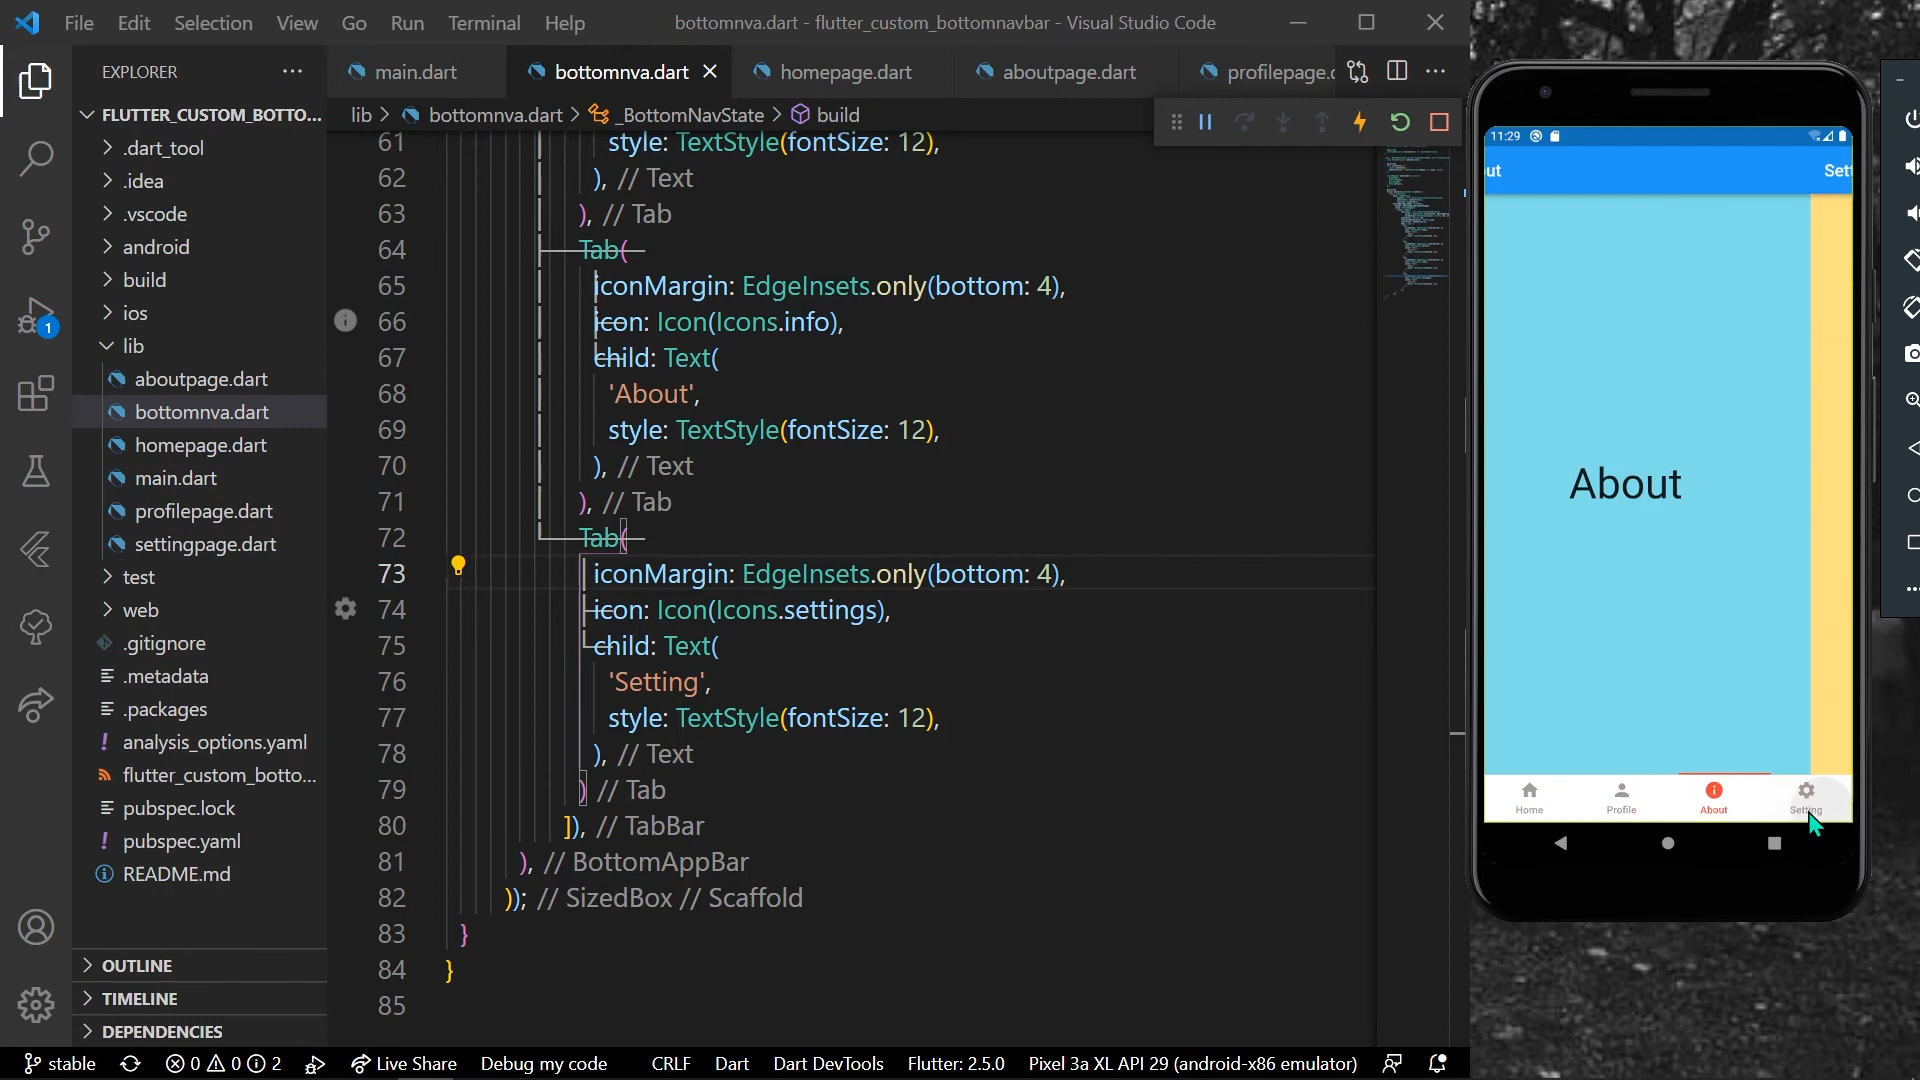 File Edit Selection View Go Run Terminal Help
bottomnva.dart - flutter_custom_bottomnavbar - Visual Studio Code
EXPLORER
FLUTTER_CUSTOM_BOTTO...
.dart_tool
.idea
.vscode
android
build
ios
lib
aboutpage.dart
bottomnva.dart
homepage.dart
main.dart
profilepage.dart
settingpage.dart
test
web
.gitignore
.metadata
.packages
analysis_options.yaml
flutter_custom_botto...
pubspec.lock
pubspec.yaml
README.md
OUTLINE
TIMELINE
DEPENDENCIES
1
main.dart bottomnva.dart homepage.dart aboutpage.dart profilepage.
lib > bottomnva.dart > _BottomNavState > build
61 style: TextStyle(fontSize: 12),
62 ), // Text
63 ), // Tab
64 Tab(
65 iconMargin: EdgeInsets.only(bottom: 4),
66 icon: Icon(Icons.info),
67 child: Text(
68 'About',
69 style: TextStyle(fontSize: 12),
70 ), // Text
71 ), // Tab
72 Tab(
73 iconMargin: EdgeInsets.only(bottom: 4),
74 icon: Icon(Icons.settings),
75 child: Text(
76 'Setting',
77 style: TextStyle(fontSize: 12),
78 ), // Text
79 ) // Tab
80 ]), // TabBar
81 ), // BottomAppBar
82 )); // SizedBox // Scaffold
83 }
84 }
85
11:29
ut Sett
About
Home Profile About Setting
stable 0 0 2 Live Share Debug my code CRLF Dart Dart DevTools Flutter: 2.5.0 Pixel 3a XL API 29 (android-x86 emulator)